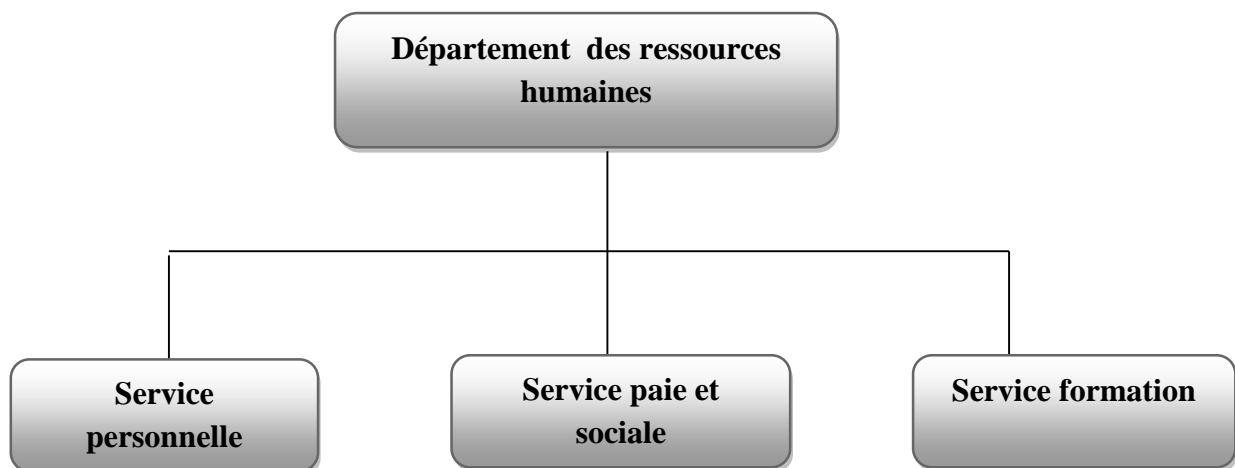 Département des ressources
humaines
Service
personnelle
Service paie et
sociale
Service formation